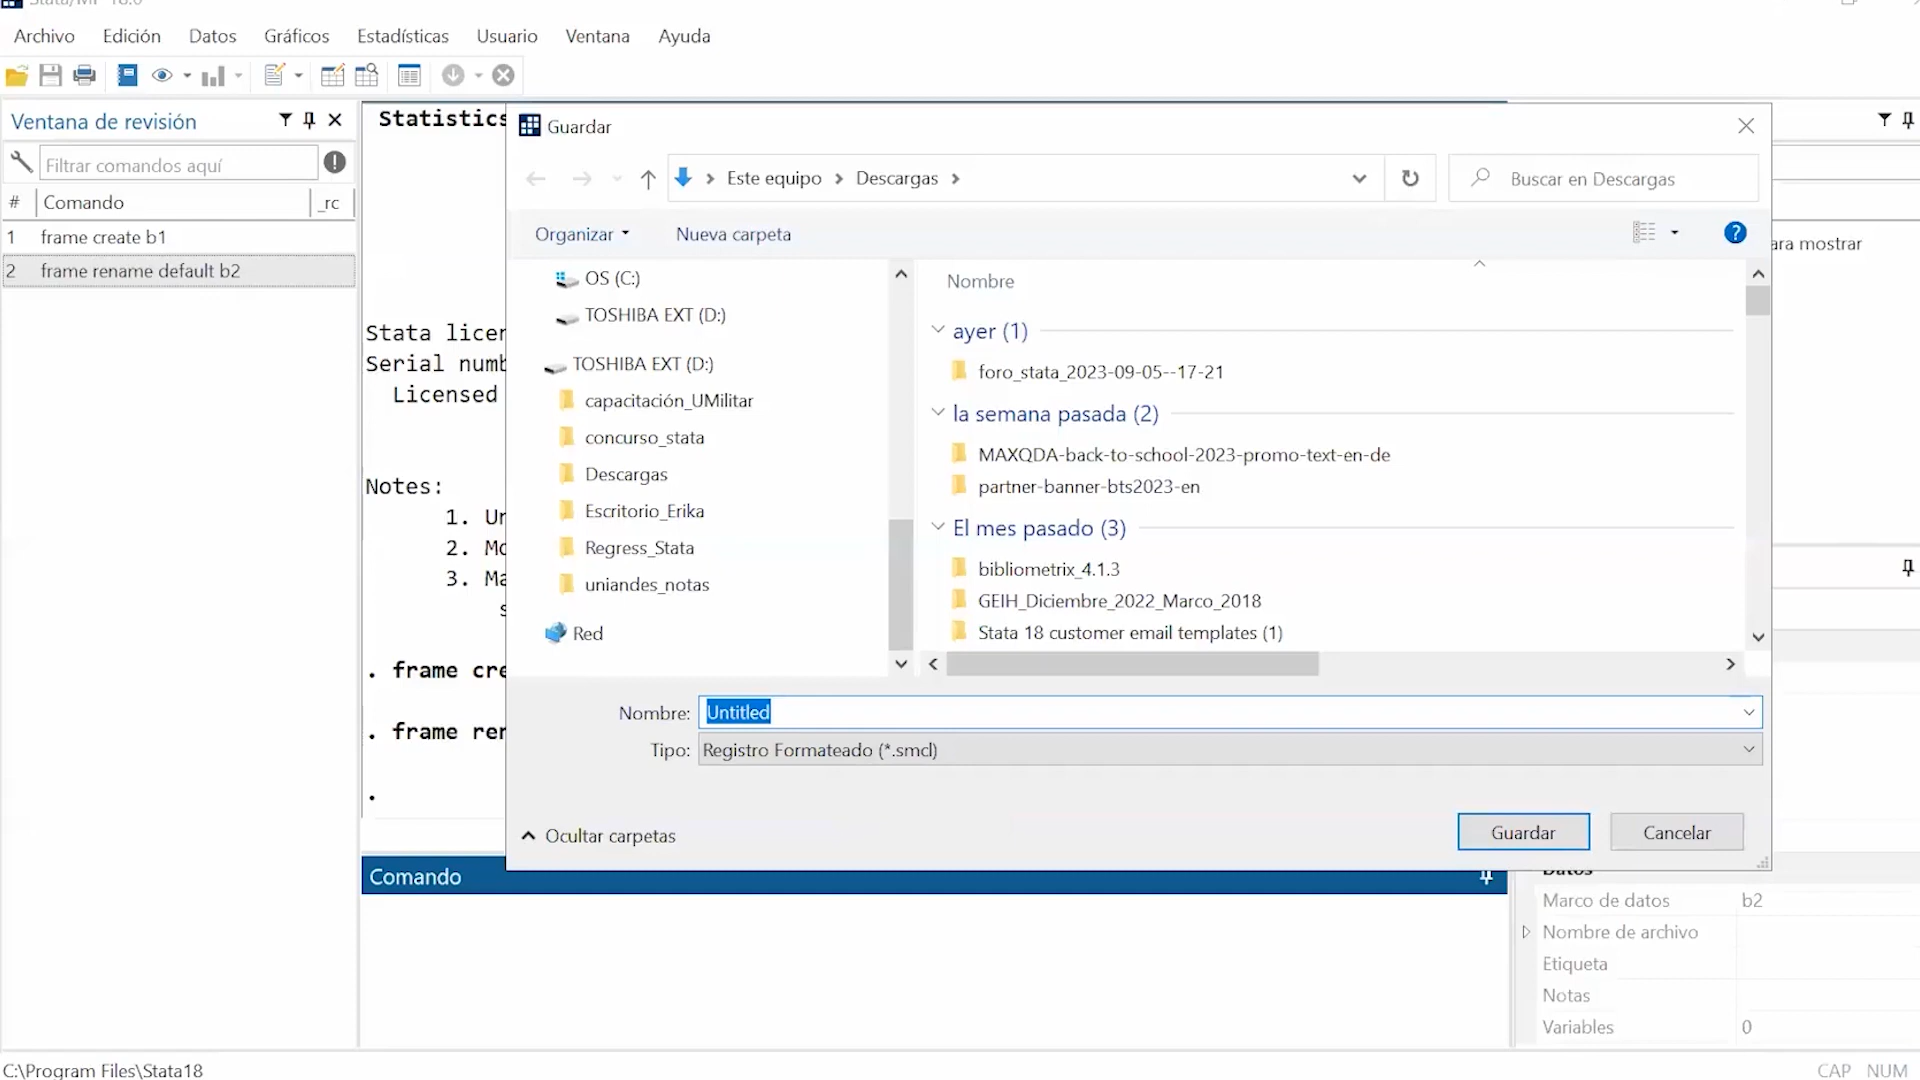 Archivo Edición Datos Gráficos Estadísticas Usuario Ventana Ayuda
Ventana de revisión
Filtrar comandos aquí
# Comando _rc
1 frame create b1
2 frame rename default b2
Statistics
Stata licen
Serial numb
Licensed
Notes:
1. Un
2. Mo
3. Ma
s
. frame cre
. frame ren
.
Guardar
Este equipo > Descargas >
Buscar en Descargas
Organizar Nueva carpeta
OS (C:)
TOSHIBA EXT (D:)
TOSHIBA EXT (D:)
capacitación_UMilitar
concurso_stata
Descargas
Escritorio_Erika
Regress_Stata
uniandes_notas
Red
Nombre
ayer (1)
foro_stata_2023-09-05--17-21
la semana pasada (2)
MAXQDA-back-to-school-2023-promo-text-en-de
partner-banner-bts2023-en
El mes pasado (3)
bibliometrix_4.1.3
GEIH_Diciembre_2022_Marco_2018
Stata 18 customer email templates (1)
Nombre: Untitled
Tipo: Registro Formateado (*.smcl)
Ocultar carpetas
Guardar Cancelar
ara mostrar
Comando
Datos
Marco de datos b2
Nombre de archivo
Etiqueta
Notas
Variables 0
C:\Program Files\Stata18
CAP NUM